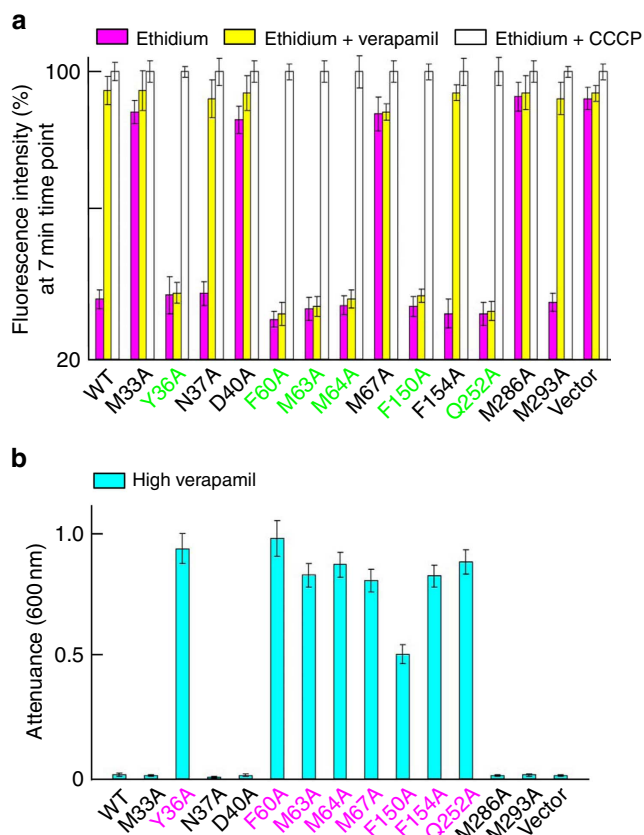 a
Ethidium Ethidium + verapamil Ethidium + CCCP
Fluorescence intensity (%)
at 7 min time point
100
20
WT M33A Y36A N37A D40A F60A M63A M64A M67A F150A F154A Q252A M286A M293A Vector
b
High verapamil
Attenuance (600 nm)
1.0
0.5
0
WT M33A Y36A N37A D40A F60A M63A M64A M67A F150A F154A Q252A M286A M293A Vector